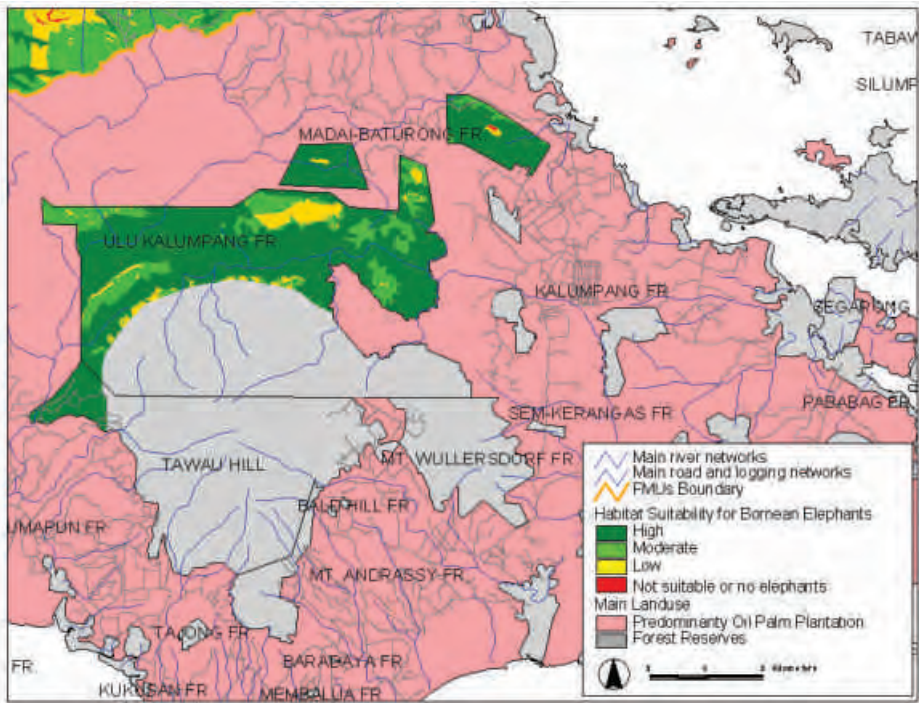 TABAW
SILUMP
MADAI-BATURONG FR
ULU KALUMPANG FR
KALUMPANG FR
SEGARONG
PABABAG FR
SEM-KERANGAS FR
TAWAU HILL
MT. WULLERSDORF FR
BALD HILL FR
UMAPUN FR
MT. ANDRASSY FR
TAJONG FR
BARABAYA FR
FR.
KUKUSAN FR
MEMBALUA FR
Main river networks
Main road and logging networks
FMUs Boundary
Habitat Suitability for Bornean Elephants
High
Moderate
Low
Not suitable or no elephants
Main Landuse
Predominanty Oil Palm Plantation
Forest Reserves